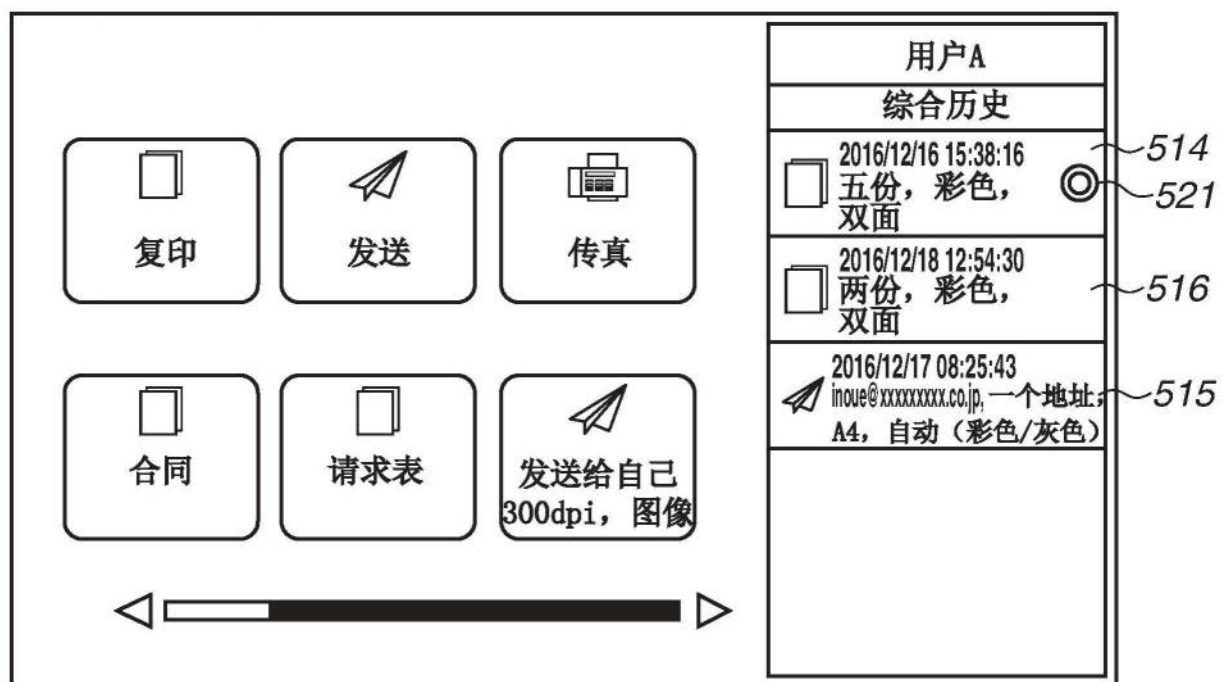 用户A
综合历史
2016/12/16 15:38:16
五份，彩色，
双面
514
521
2016/12/18 12:54:30
两份，彩色，
双面
516
2016/12/17 08:25:43
inoue@xxxxxxxxx.co.jp, 一个地址，
A4，自动（彩色/灰色）
515
复印
发送
传真
合同
请求表
发送给自己
300dpi，图像